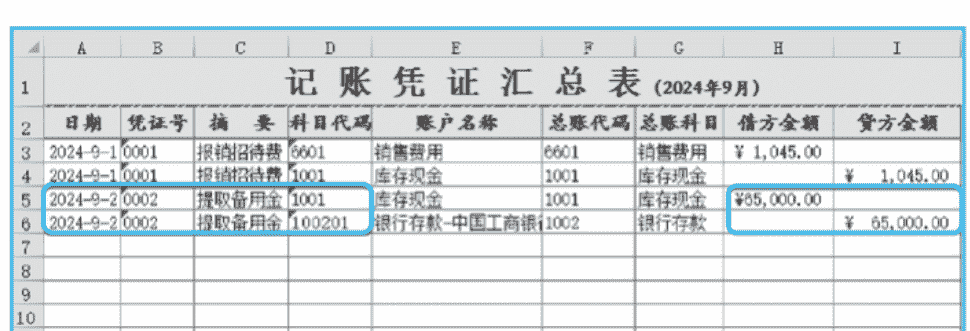 A B C D E F G H I
1 记账凭证汇总表(2024年9月)
2 日期 凭证号 摘 要 科目代码 账户名称 总账代码 总账科目 借方金额 贷方金额
3 2024-9-1 0001 报销招待费 6601 销售费用 6601 销售费用 ¥ 1,045.00
4 2024-9-1 0001 报销招待费 1001 库存现金 1001 库存现金 ¥ 1,045.00
5 2024-9-2 0002 提取备用金 1001 库存现金 1001 库存现金 ¥65,000.00
6 2024-9-2 0002 提取备用金 100201 银行存款-中国工商银行 1002 银行存款 ¥ 65,000.00
7
8
9
10